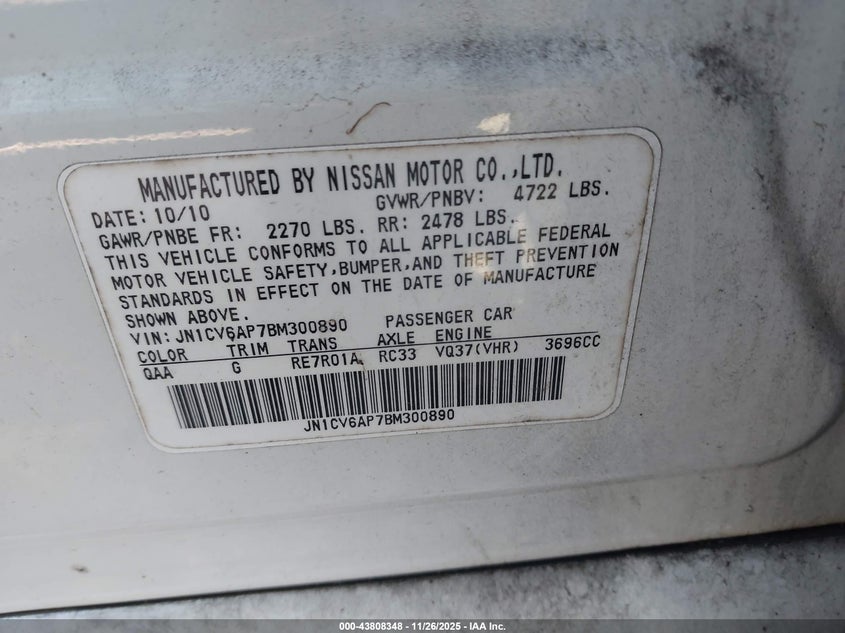 MANUFACTURED BY NISSAN MOTOR CO.,LTD.
DATE: 10/10 GVWR/PNBV: 4722 LBS.
GAWR/PNBE FR: 2270 LBS. RR: 2478 LBS.
THIS VEHICLE CONFORMS TO ALL APPLICABLE FEDERAL
MOTOR VEHICLE SAFETY,BUMPER,AND THEFT PREVENTION
STANDARDS IN EFFECT ON THE DATE OF MANUFACTURE
SHOWN ABOVE.
VIN: JN1CV6AP7BM300890 PASSENGER CAR
COLOR TRIM TRANS AXLE ENGINE
QAA G RE7R01A RC33 VQ37(VHR) 3696CC
JN1CV6AP7BM300890
000-43808348 - 11/26/2025 - IAA Inc.